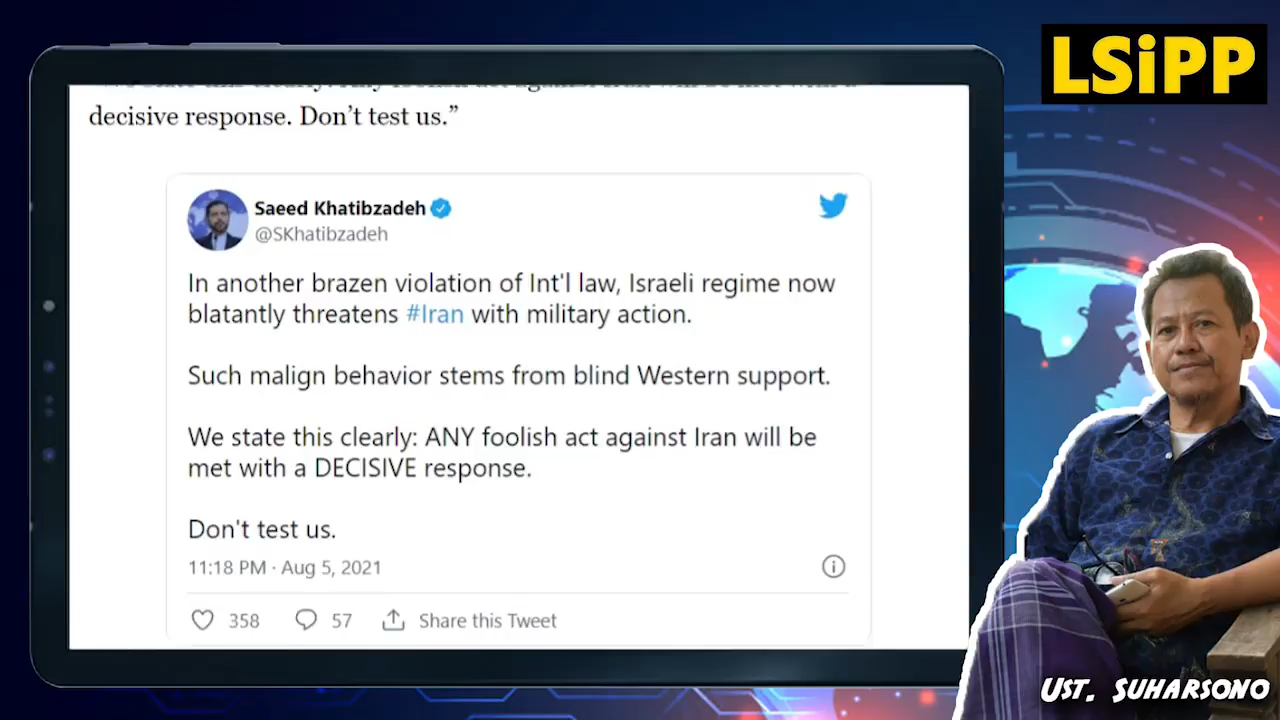 LSiPP
decisive response. Don’t test us.”
Saeed Khatibzadeh
@SKhatibzadeh
In another brazen violation of Int'l law, Israeli regime now
blatantly threatens #Iran with military action.
Such malign behavior stems from blind Western support.
We state this clearly: ANY foolish act against Iran will be
met with a DECISIVE response.
Don't test us.
11:18 PM · Aug 5, 2021
358 57 Share this Tweet
UST. SUHARSONO